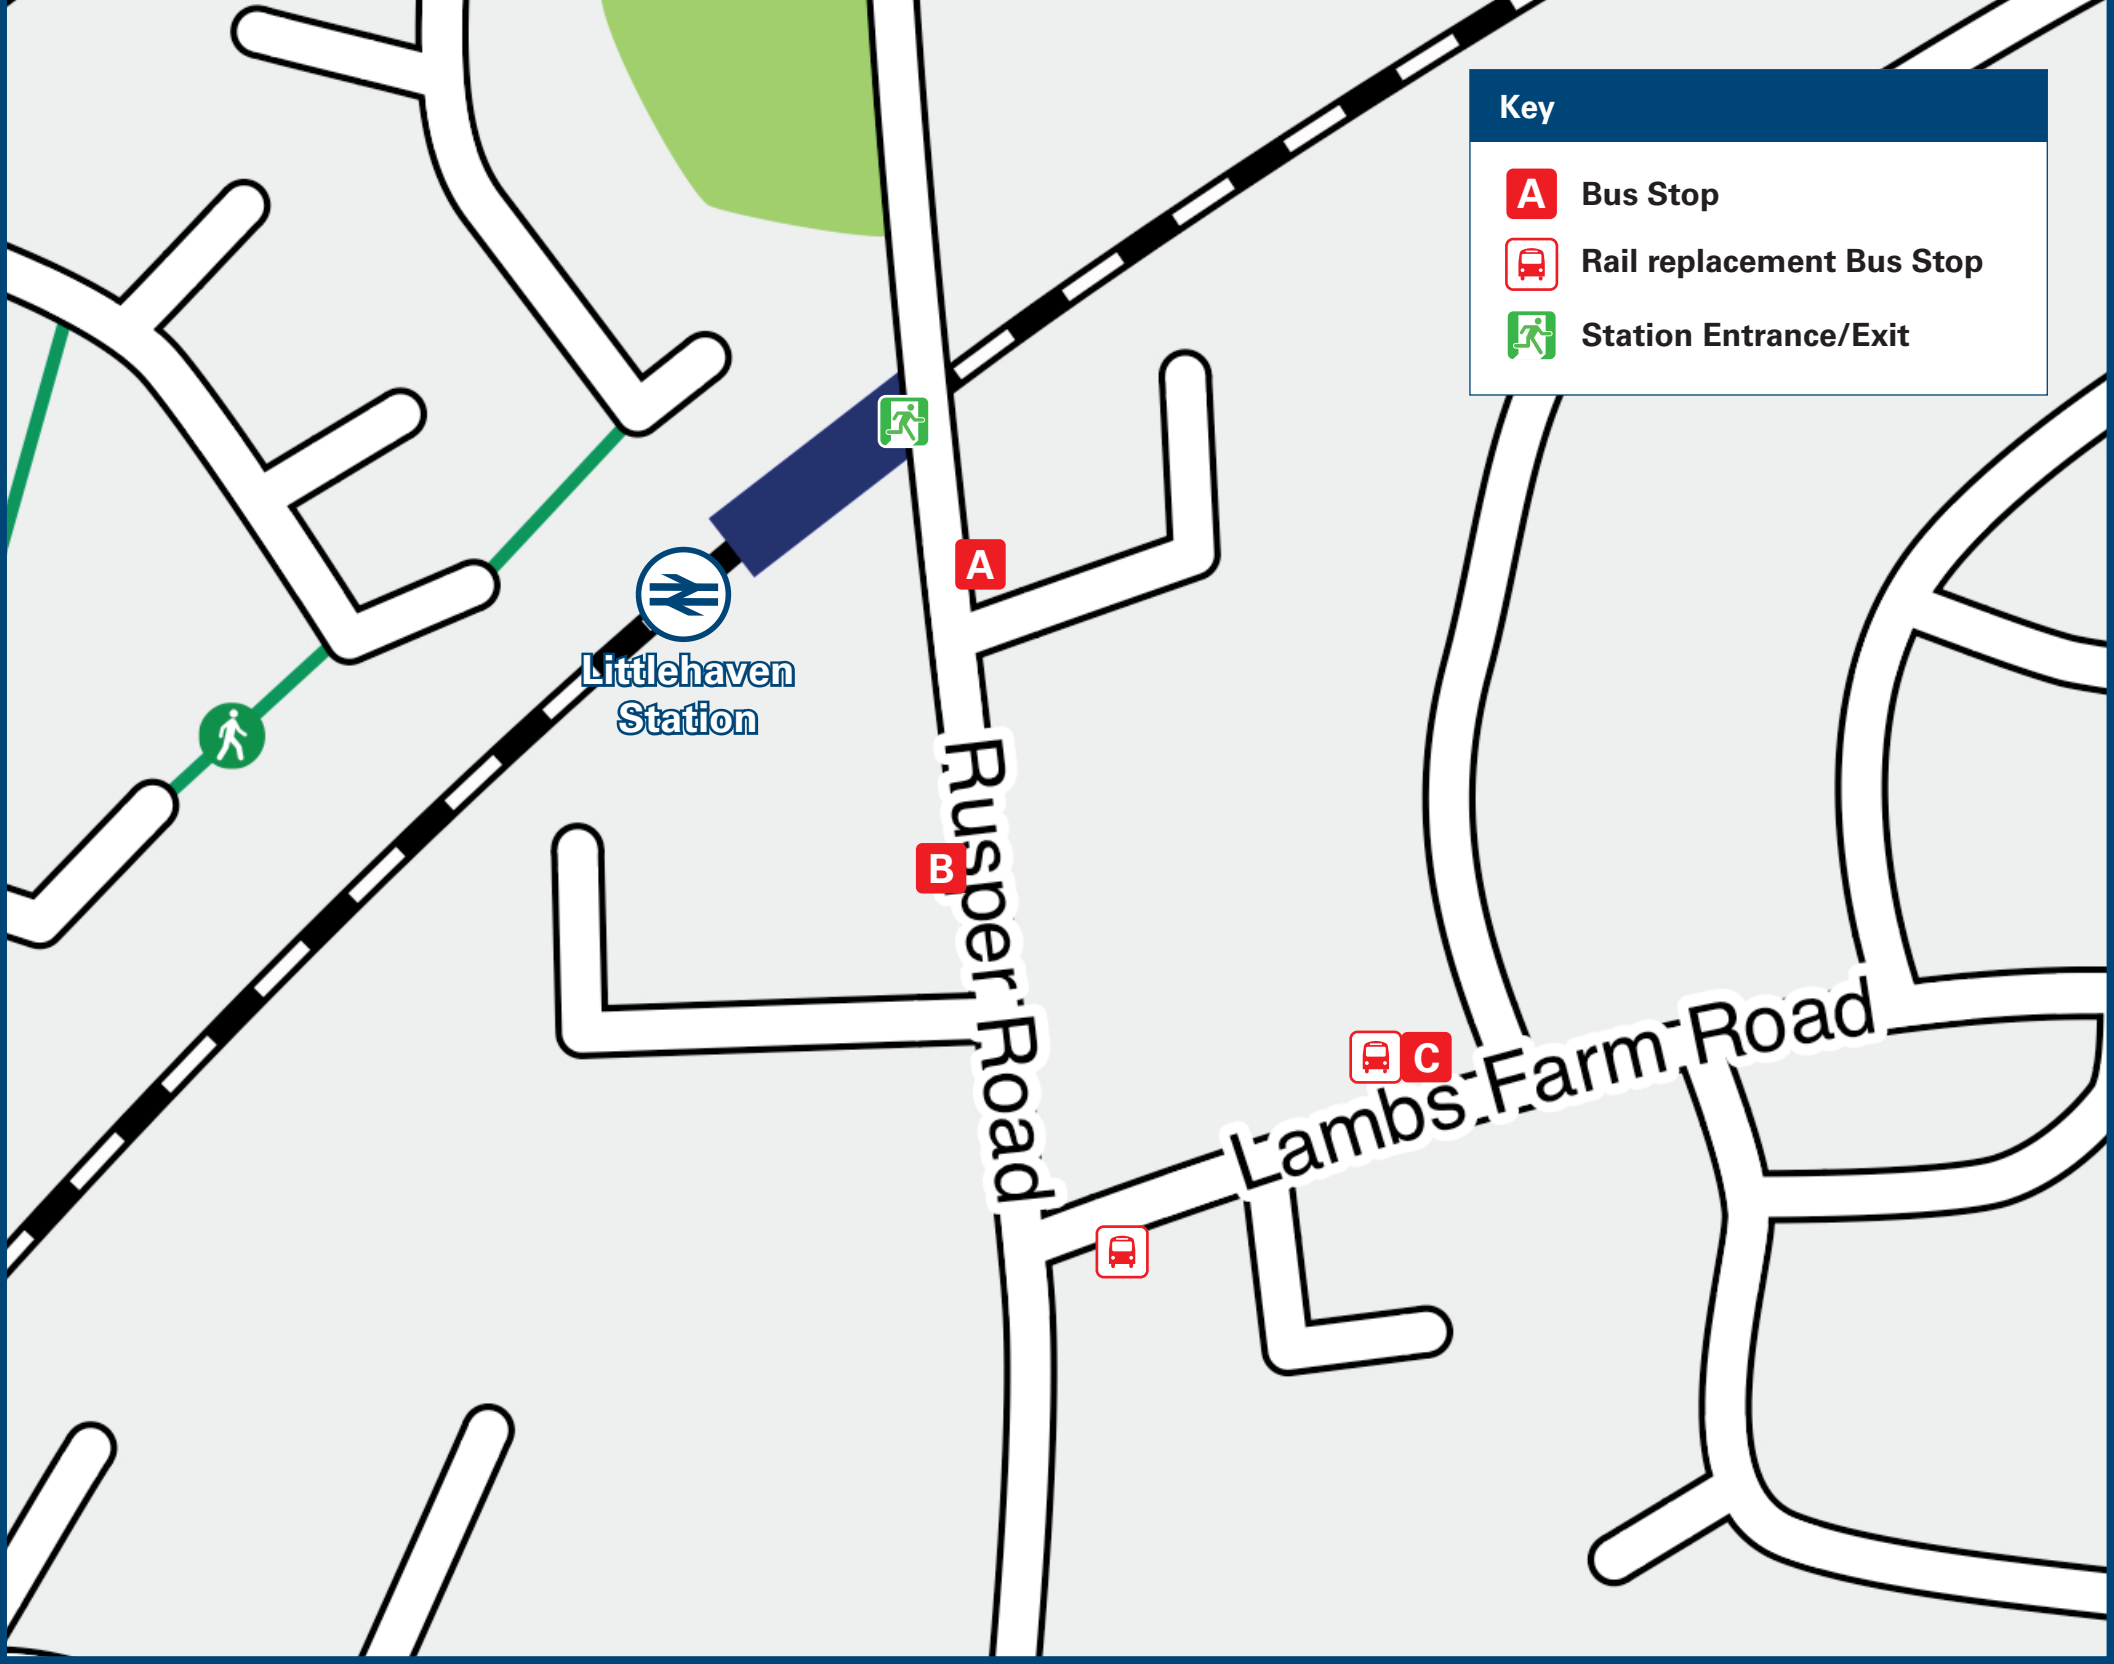 Key
A Bus Stop
Rail replacement Bus Stop
Station Entrance/Exit
A
Littlehaven
Station
B
Rusper Road
C
Lambs Farm Road